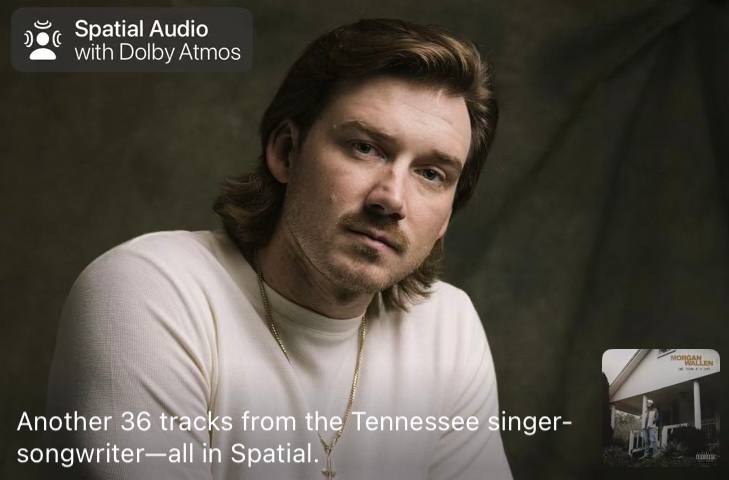 Spatial Audio
with Dolby Atmos
MORGAN
WALLEN
Another 36 tracks from the Tennessee singer-
songwriter—all in Spatial.